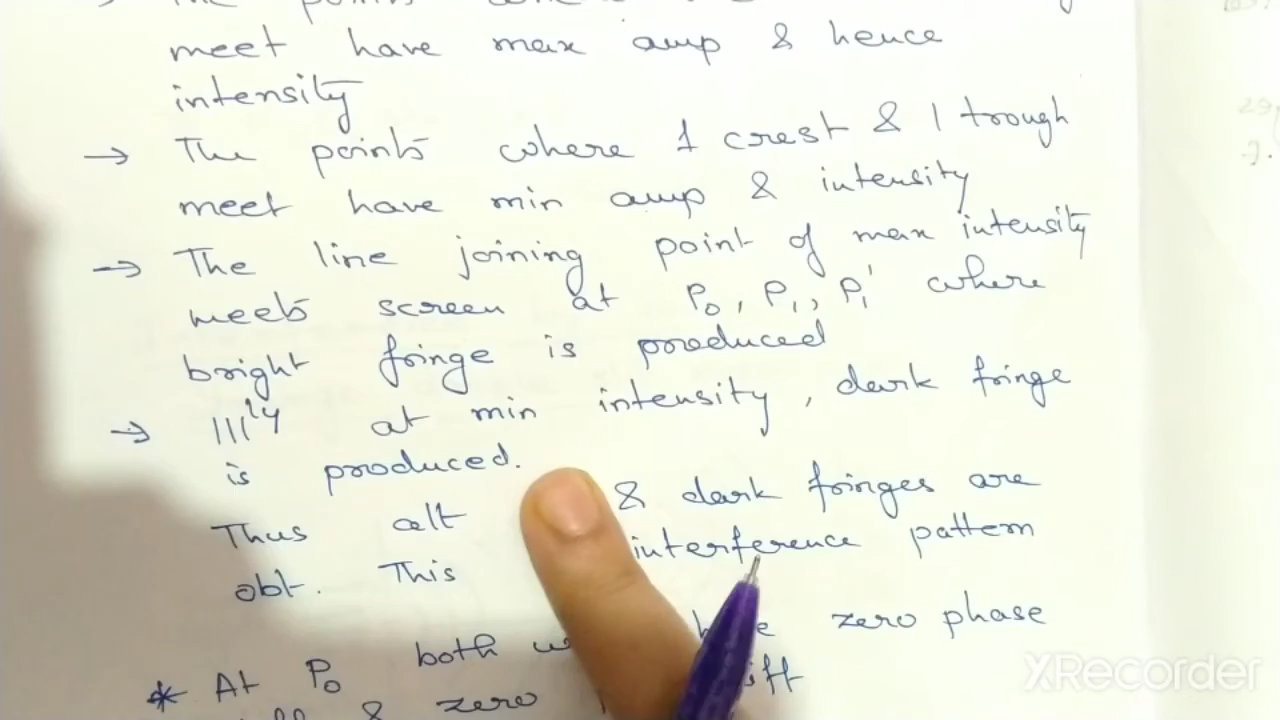 The points
meet have max amp & hence
intensity
→ The points where 1 crest & 1 trough
meet have min amp & intensity
→ The line joining point of max intensity
meets screen at P₀, P₁, P₁' where
bright fringe is produced
→ |||ly at min intensity, dark fringe
is produced.
Thus alt & dark fringes are
obt. This interference pattern
* At P₀ both zero phase
& zero
XRecorder